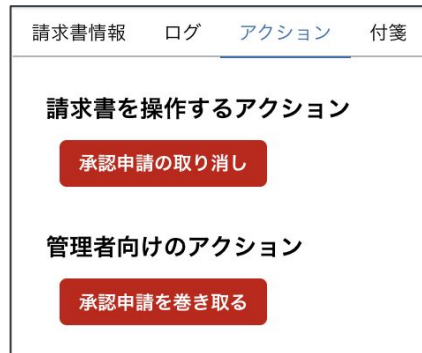 請求書情報 ログ アクション 付箋
請求書を操作するアクション
承認申請の取り消し
管理者向けのアクション
承認申請を巻き取る